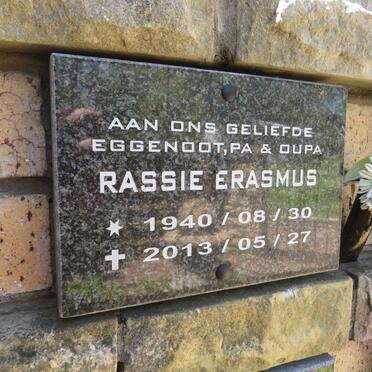 AAN ONS GELIEFDE
EGGENOOT, PA & OUPA
RASSIE ERASMUS
1940 / 08 / 30
2013 / 05 / 27